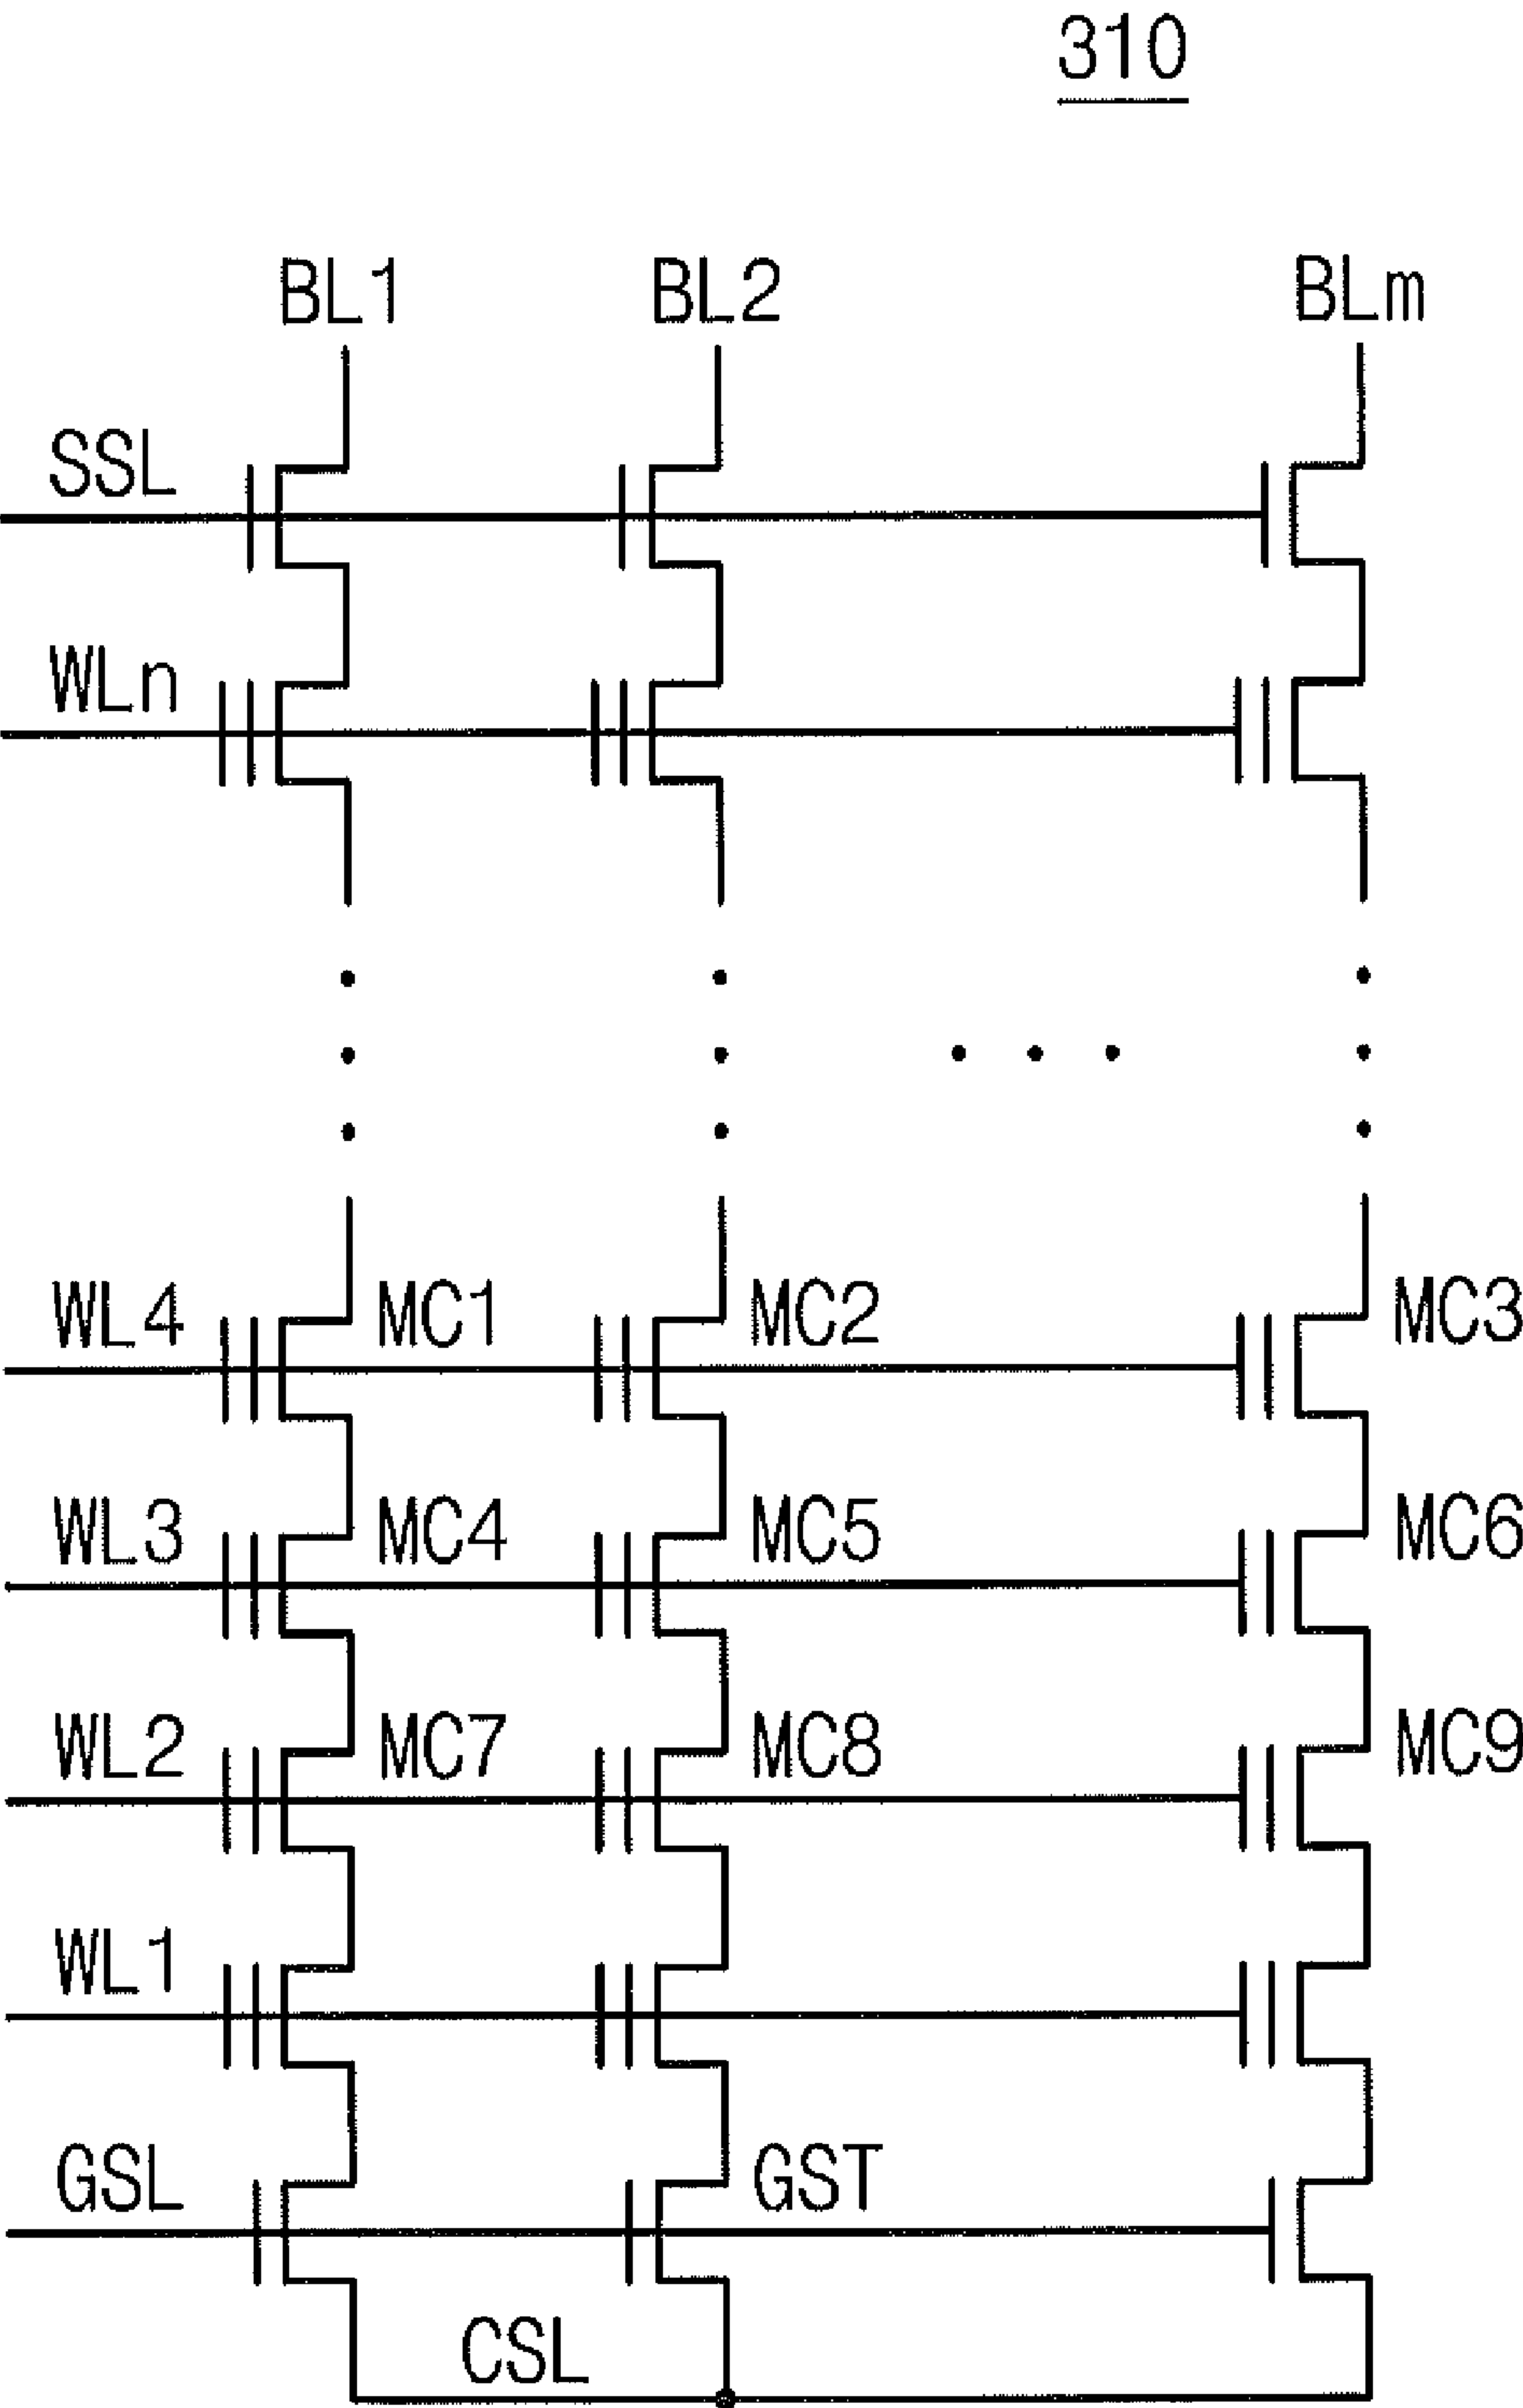 310
BL1 BL2 BLm
SSL
WLn
WL4 MC1 MC2 MC3
WL3 MC4 MC5 MC6
WL2 MC7 MC8 MC9
WL1
GSL GST
CSL